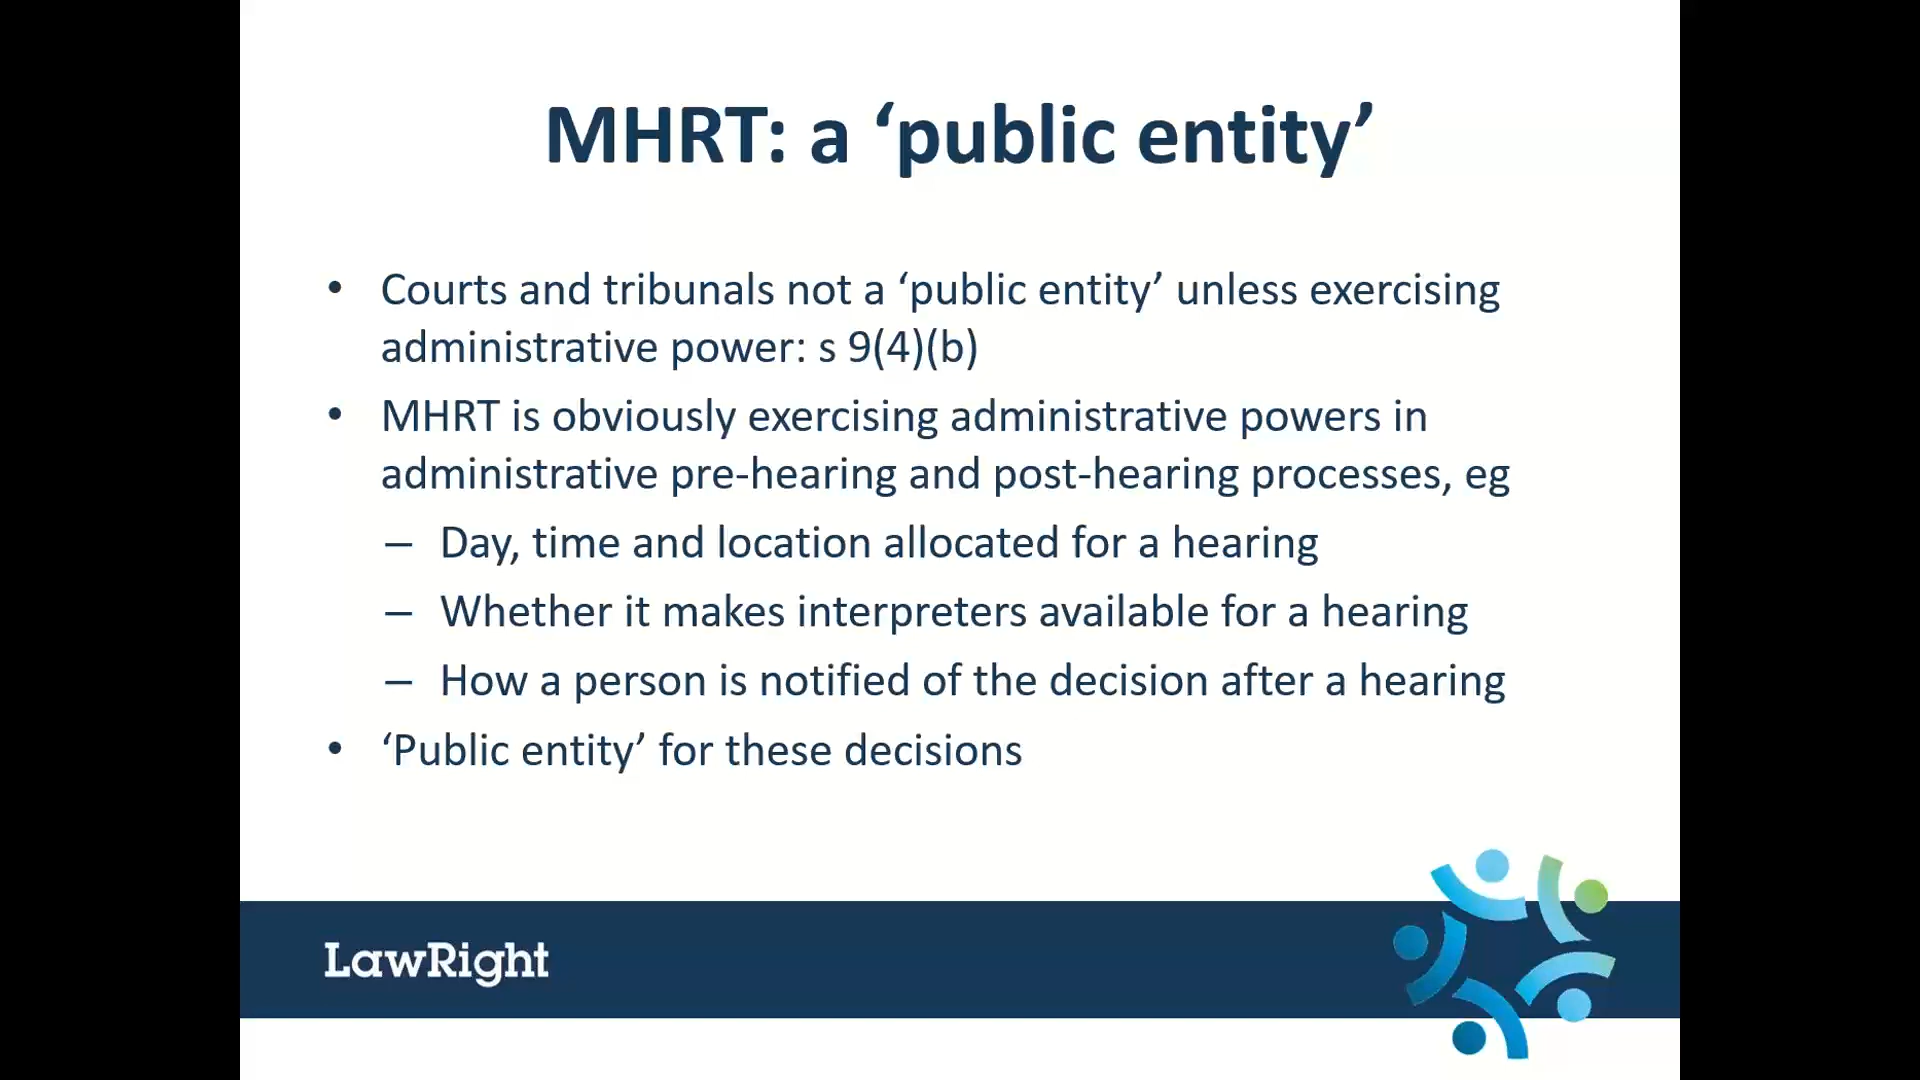 MHRT: a ‘public entity’
• Courts and tribunals not a ‘public entity’ unless exercising
administrative power: s 9(4)(b)
• MHRT is obviously exercising administrative powers in
administrative pre-hearing and post-hearing processes, eg
– Day, time and location allocated for a hearing
– Whether it makes interpreters available for a hearing
– How a person is notified of the decision after a hearing
• ‘Public entity’ for these decisions
LawRight